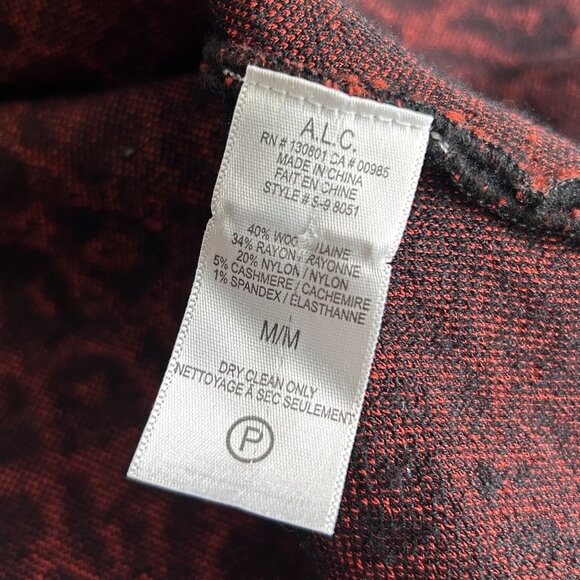 A.L.C.
RN # 130801 CA # 00985
MADE IN CHINA
FAIT EN CHINE
STYLE # S-9 8051
40% WOOL / LAINE
34% RAYON / RAYONNE
20% NYLON / NYLON
5% CASHMERE / CACHEMIRE
1% SPANDEX / ELASTHANNE
M/M
DRY CLEAN ONLY
NETTOYAGE À SEC SEULEMENT
P